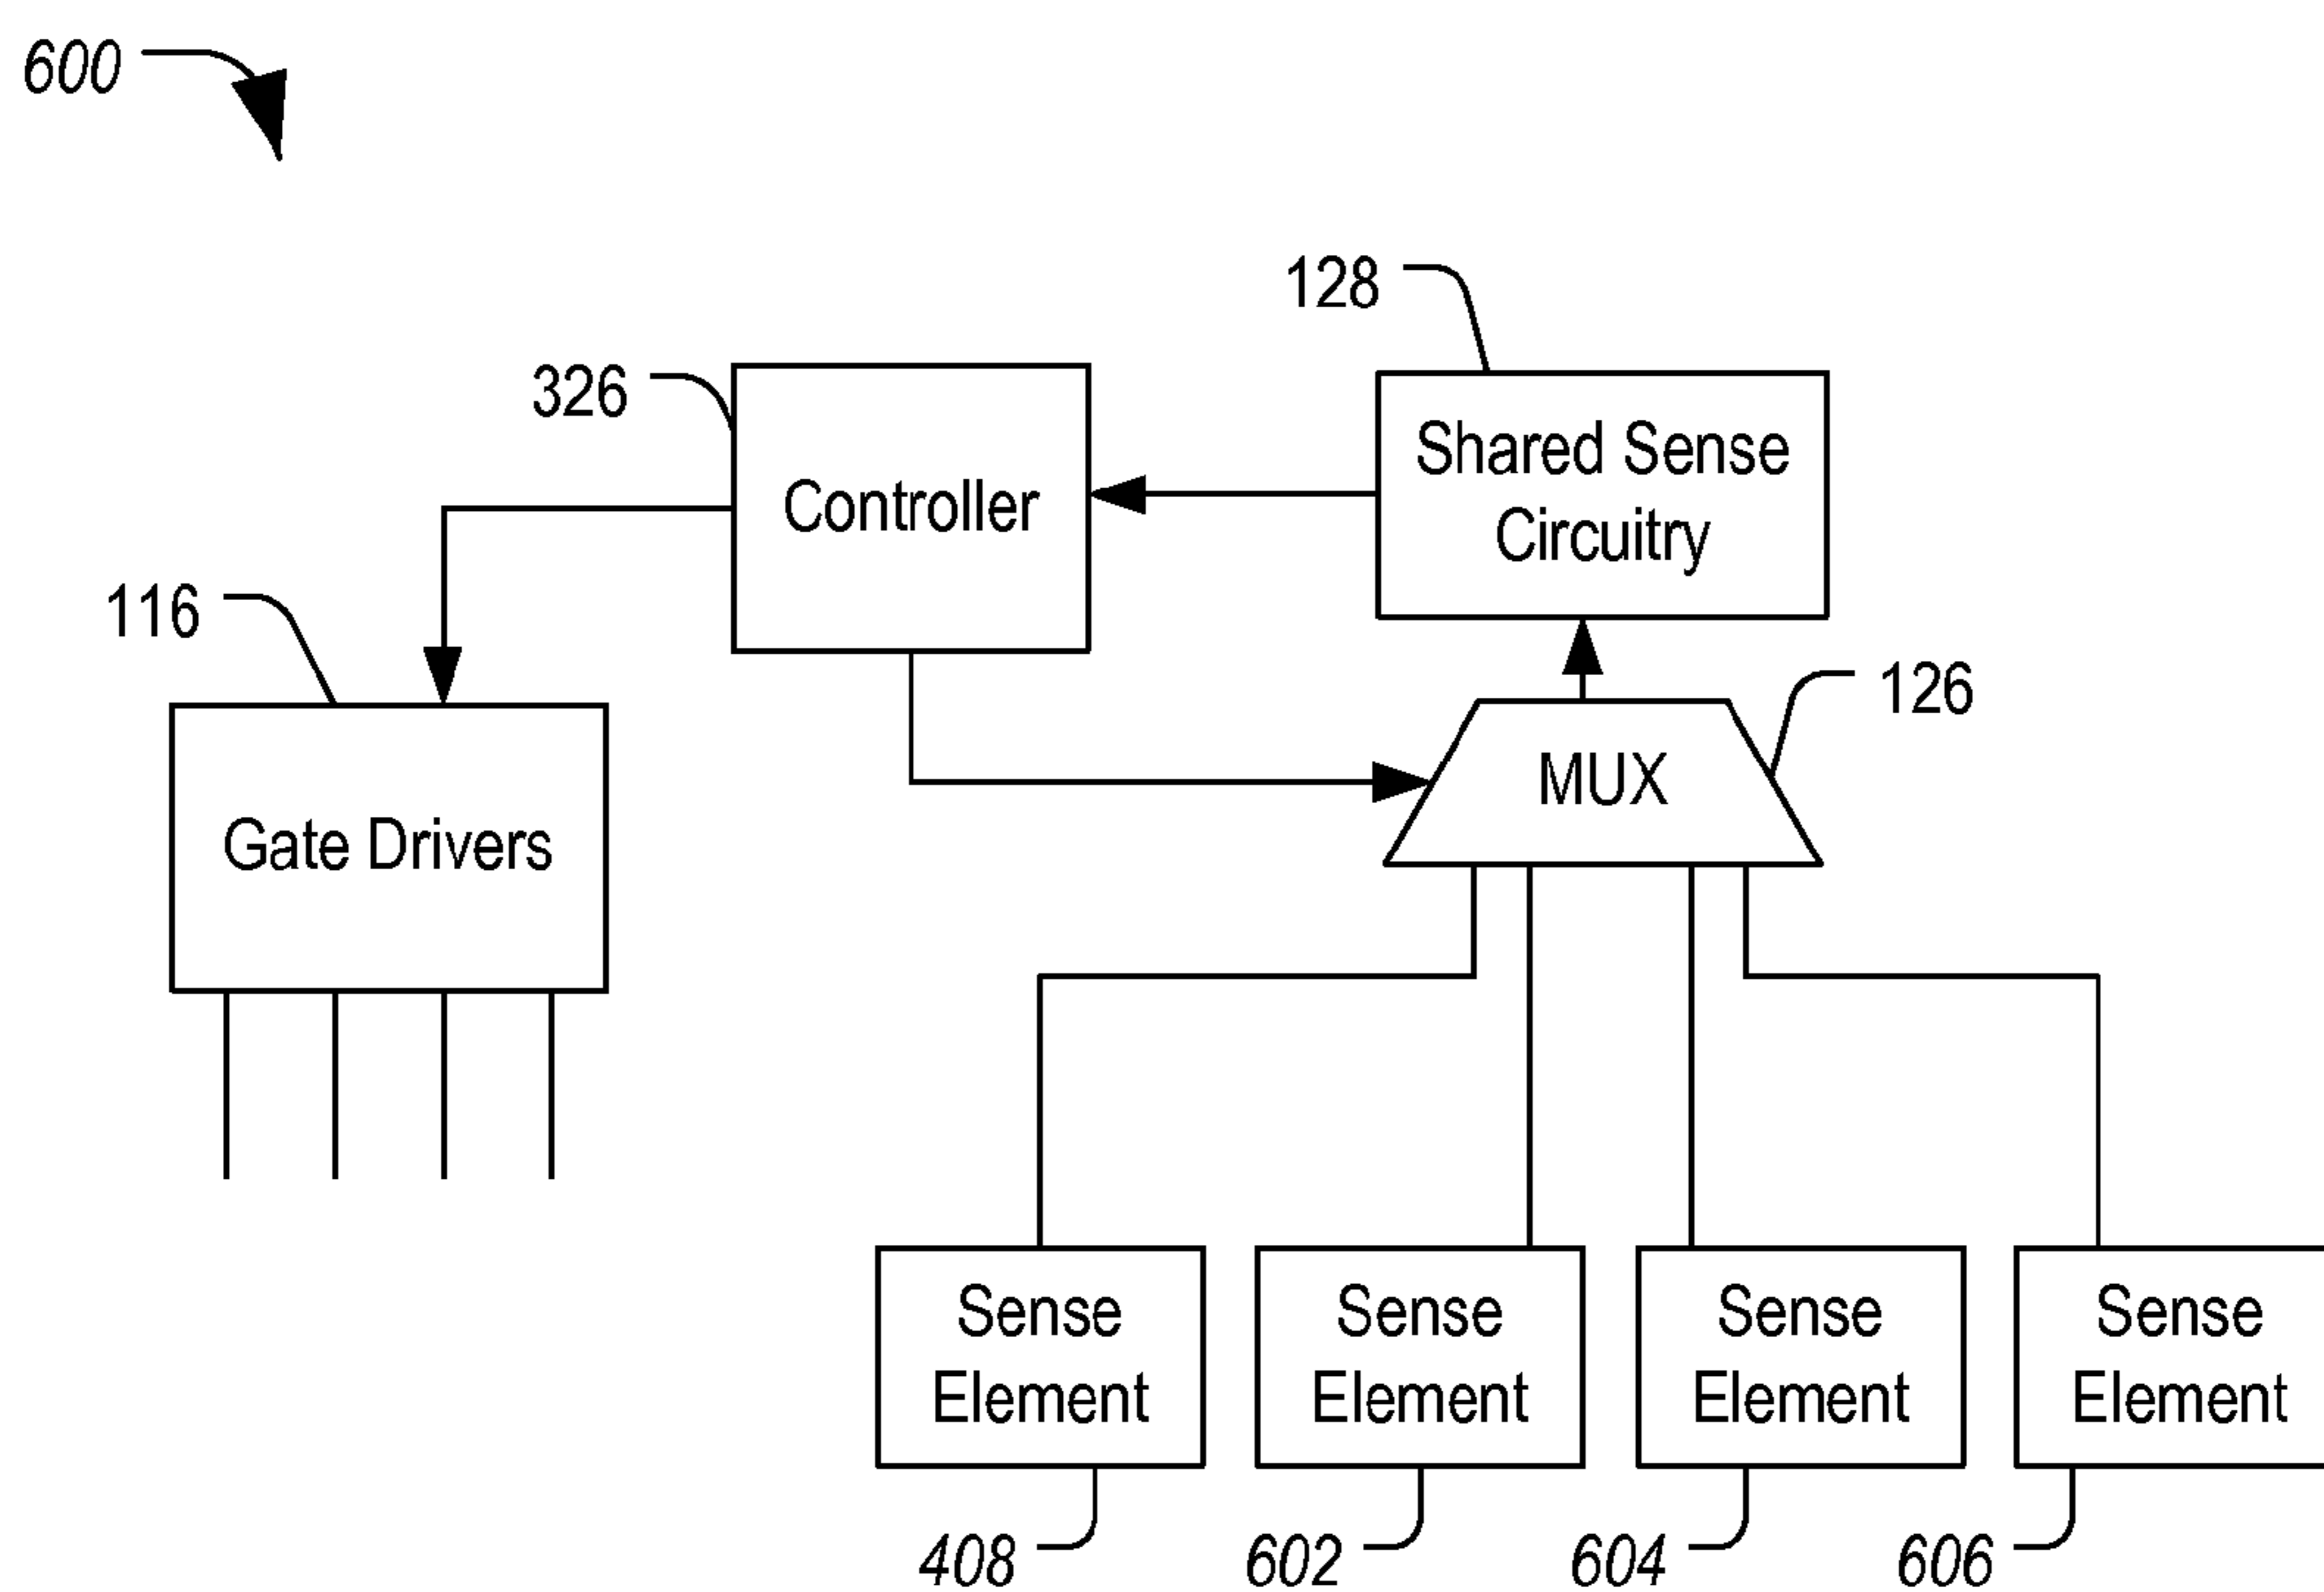 600
128
326
Shared Sense
Circuitry
Controller
116
126
MUX
Gate Drivers
Sense
Element
Sense
Element
Sense
Element
Sense
Element
408
602
604
606